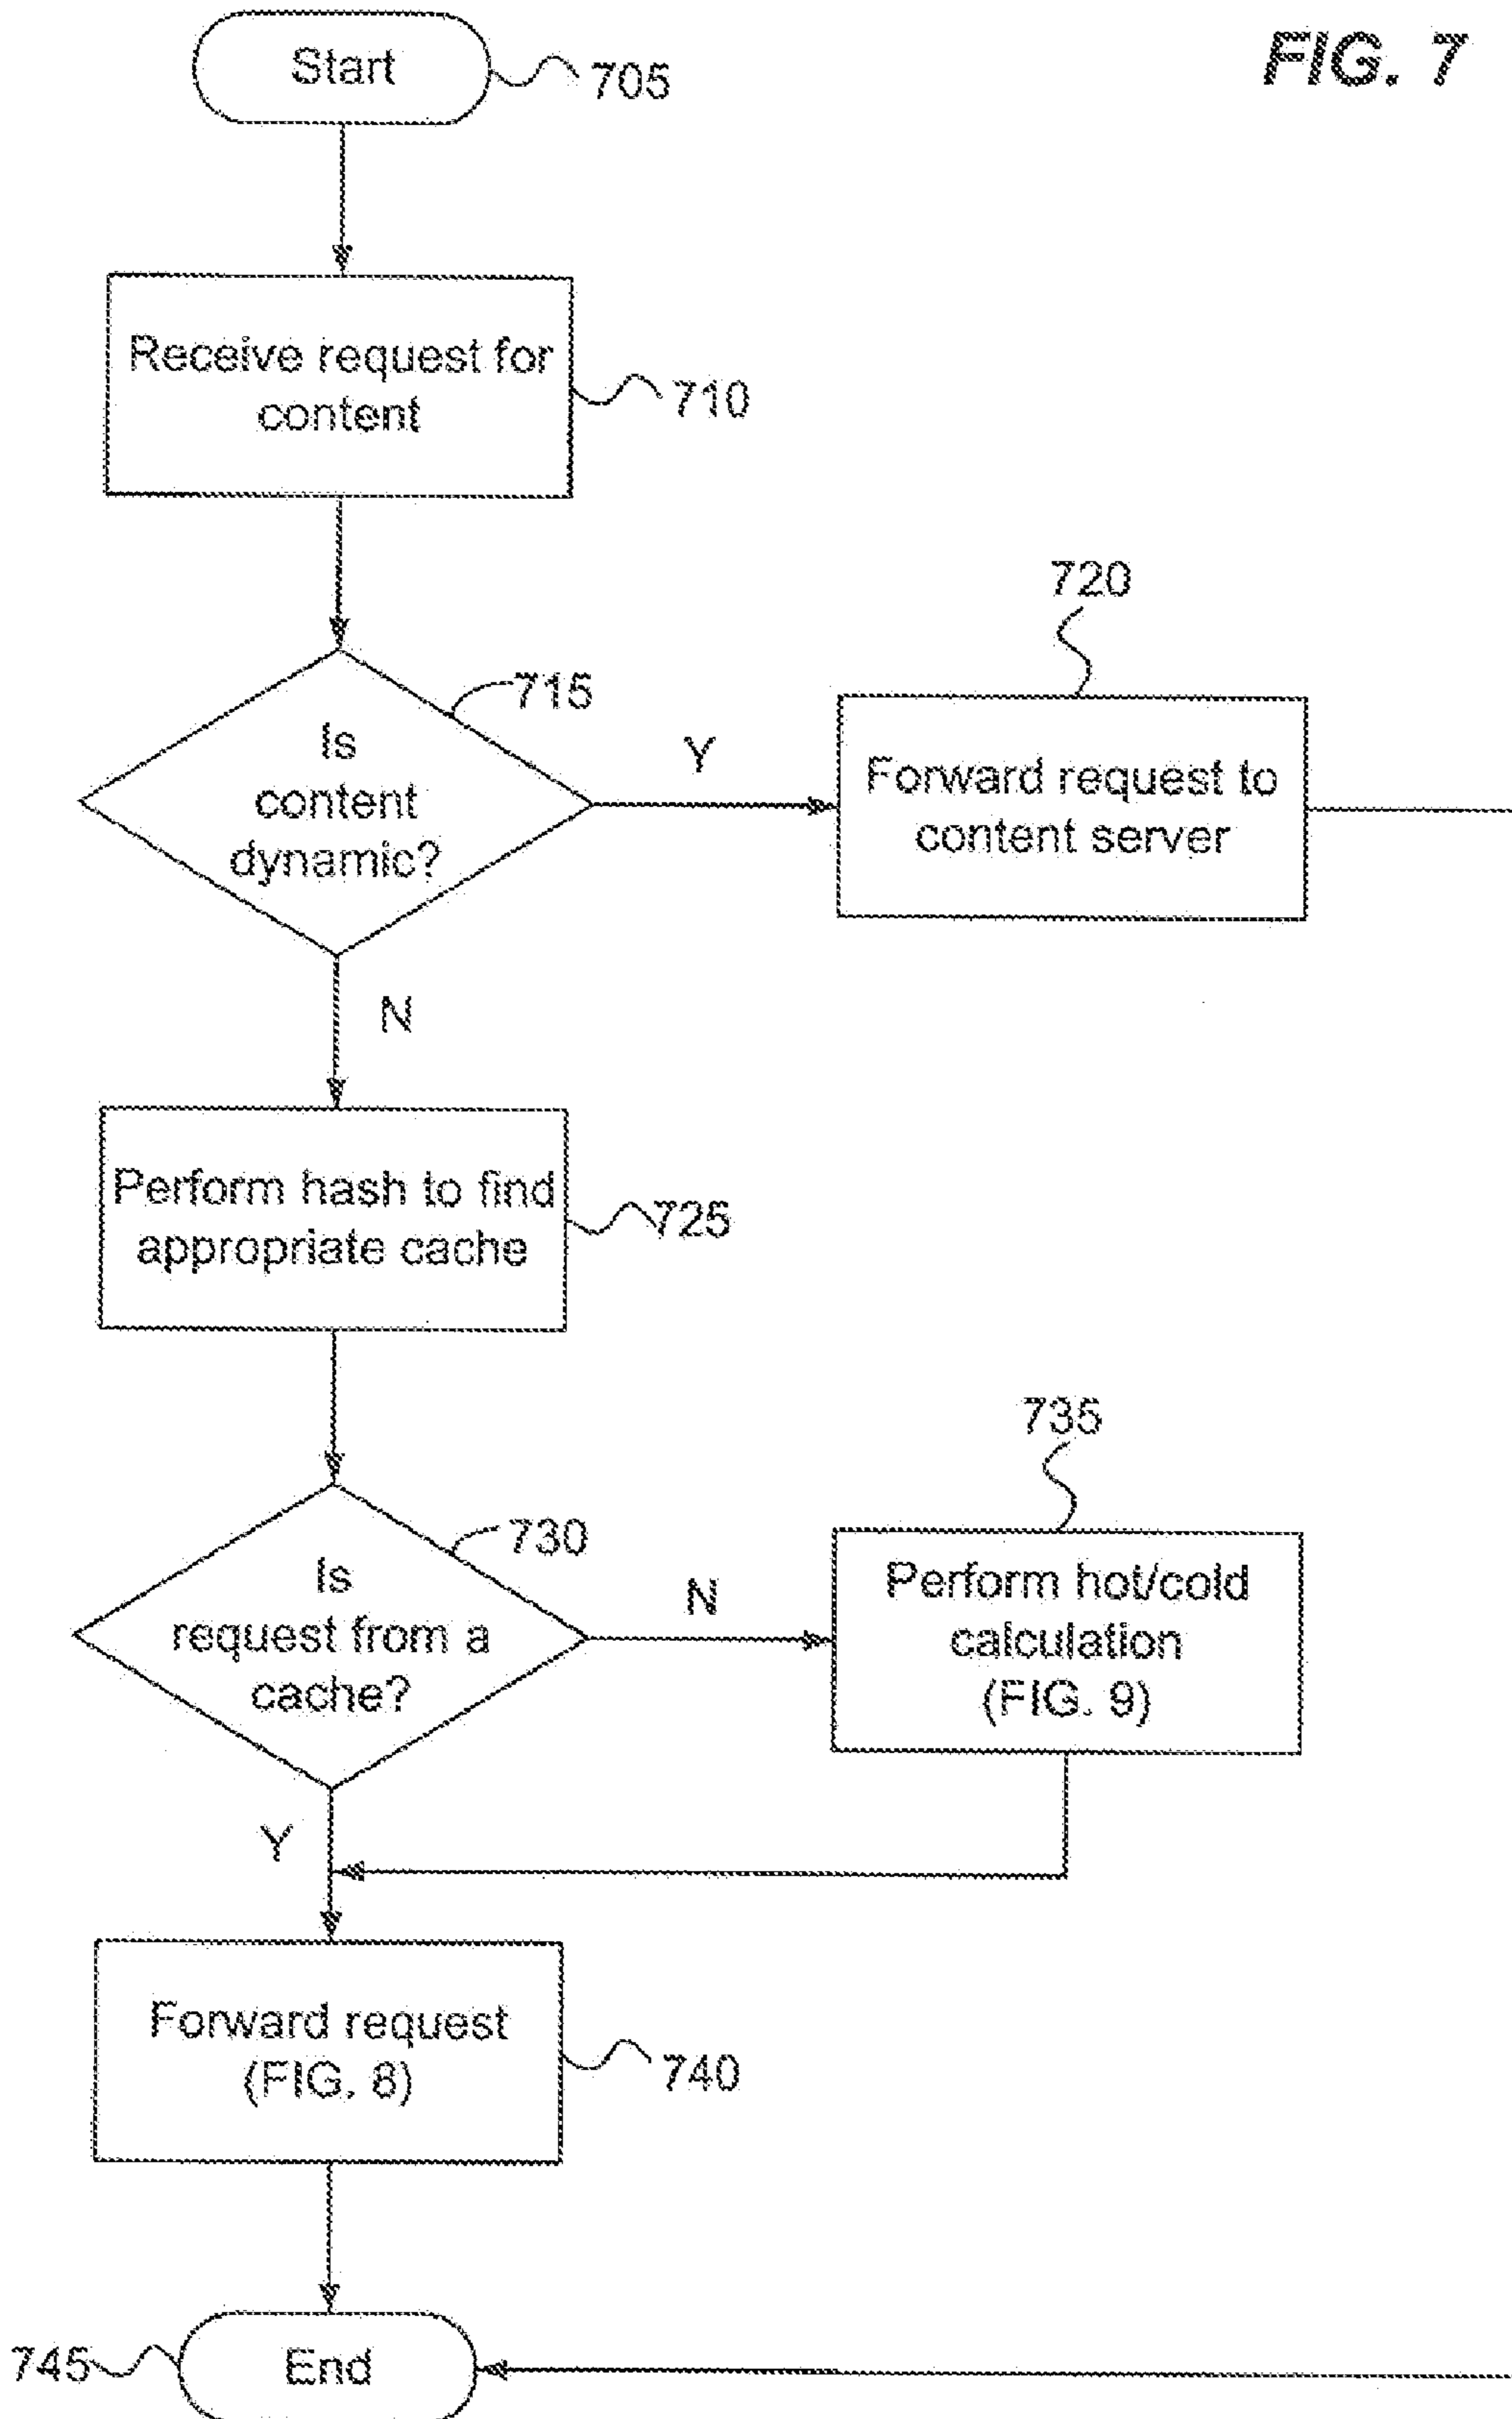 FIG. 7
Start
705
Receive request for
content
710
Is
content
dynamic?
715
Y
720
Forward request to
content server
N
Perform hash to find
appropriate cache
725
Is
request from a
cache?
730
N
735
Perform hot/cold
calculation
(FIG. 9)
Y
Forward request
(FIG. 8)
740
745
End